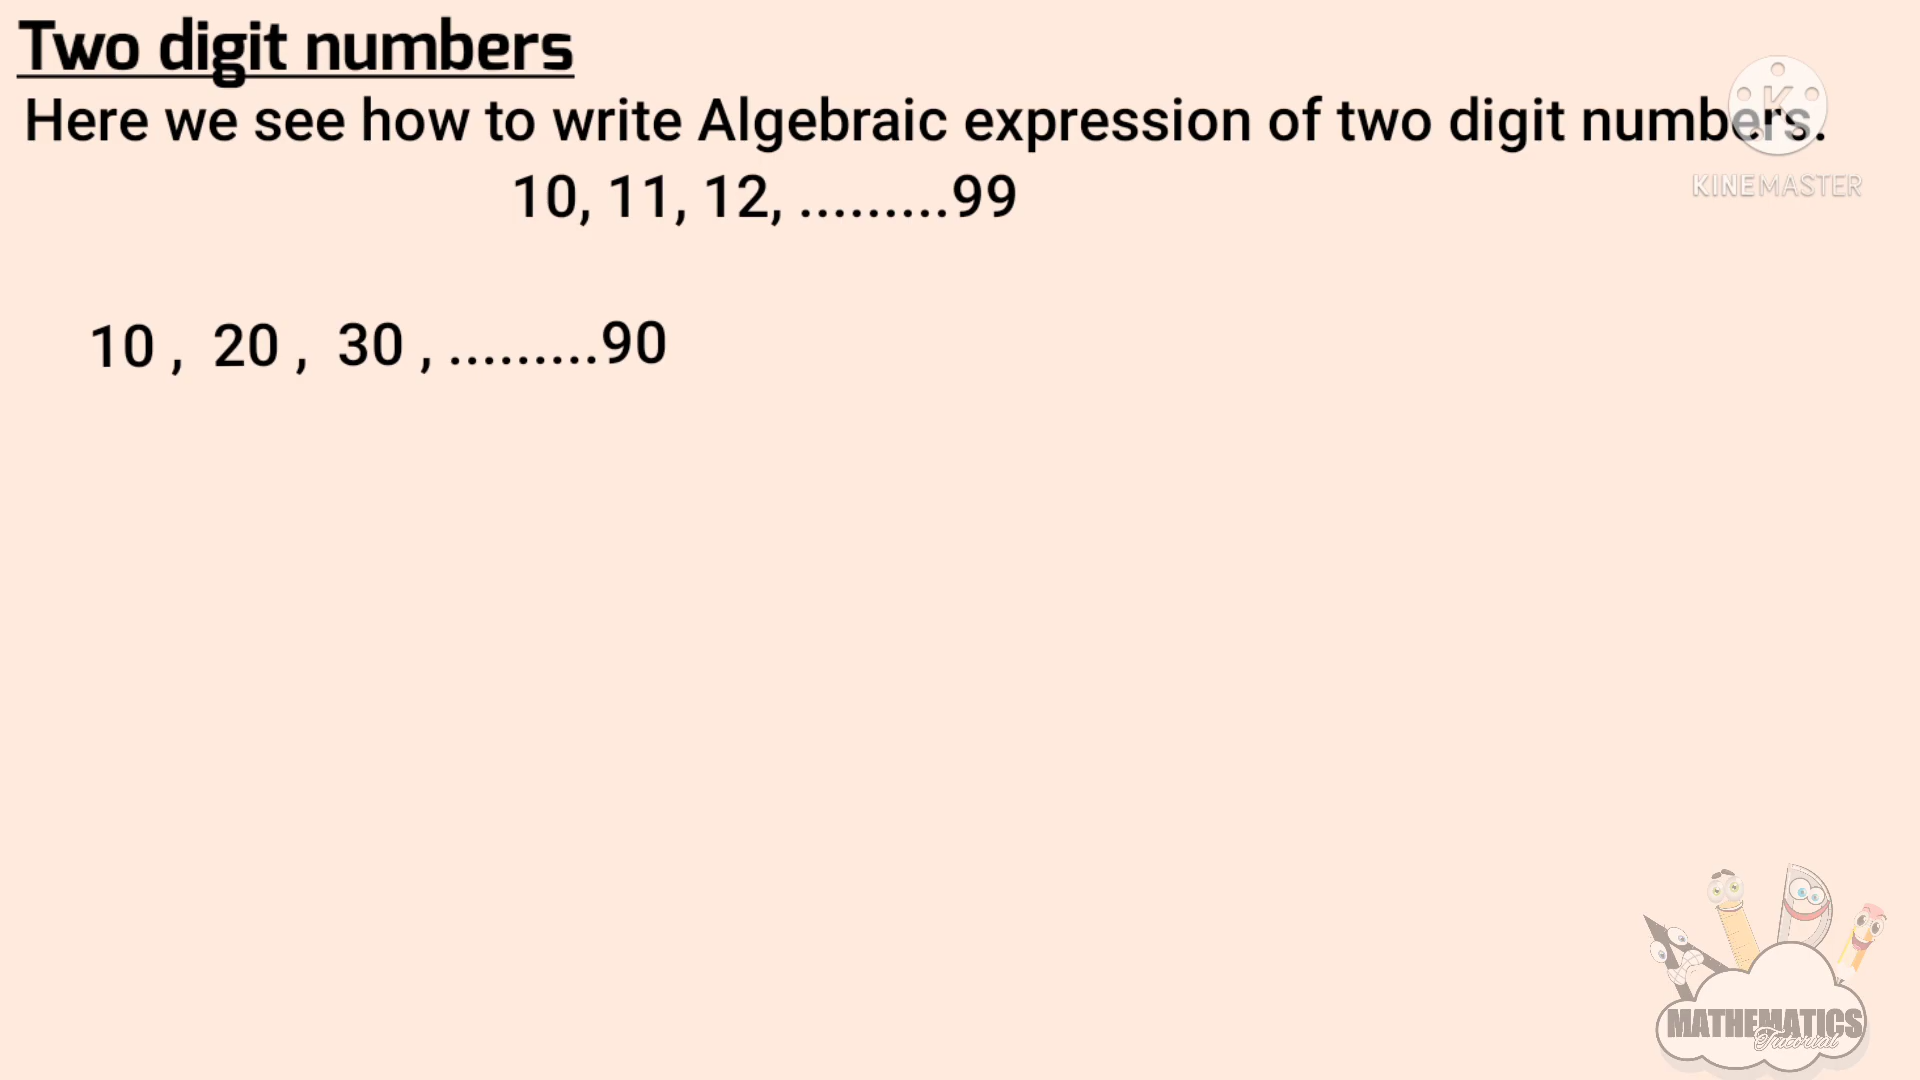 Two digit numbers
Here we see how to write Algebraic expression of two digit numbers.
KINEMASTER
10, 11, 12, .........99
10 , 20 , 30 , .........90
MATHEMATICS
Tutorial